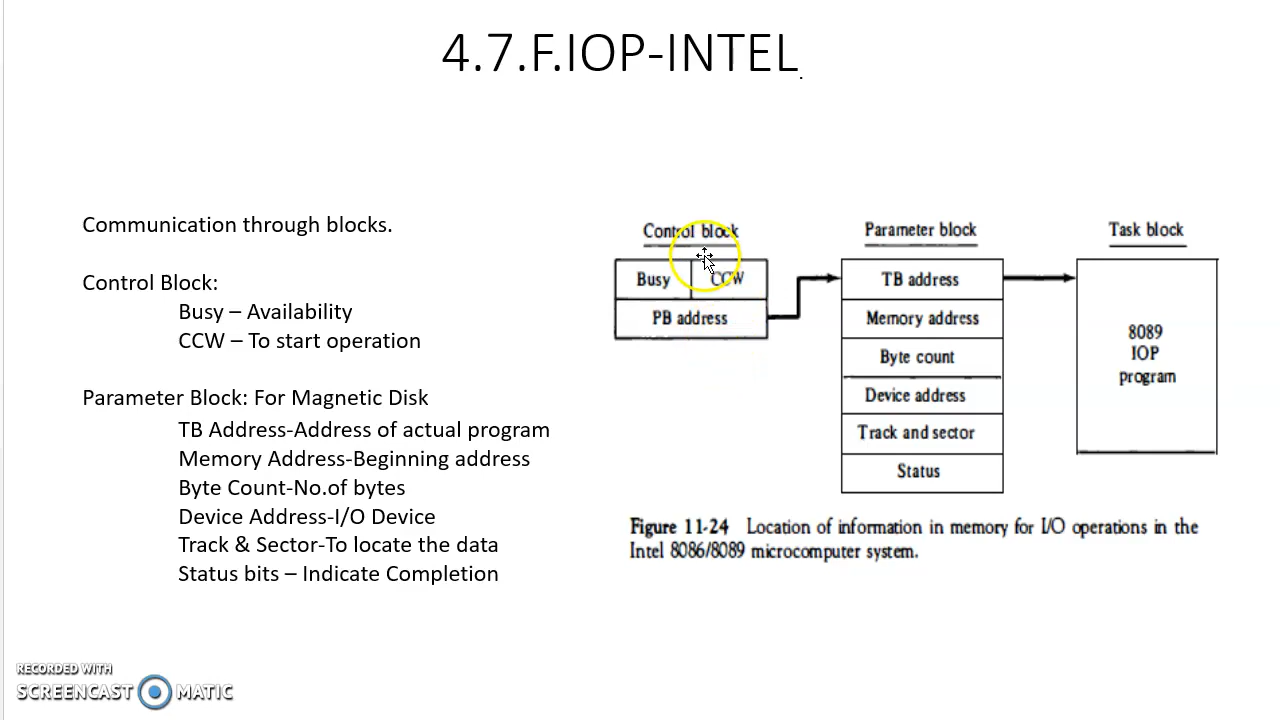 4.7.F.IOP-INTEL.
Communication through blocks.
Control Block:
Busy – Availability
CCW – To start operation
Parameter Block: For Magnetic Disk
TB Address-Address of actual program
Memory Address-Beginning address
Byte Count-No.of bytes
Device Address-I/O Device
Track & Sector-To locate the data
Status bits – Indicate Completion
Control block
Busy
CCW
PB address
Parameter block
TB address
Memory address
Byte count
Device address
Track and sector
Status
Task block
8089
IOP
program
Figure 11-24 Location of information in memory for I/O operations in the
Intel 8086/8089 microcomputer system.
RECORDED WITH
SCREENCAST MATIC